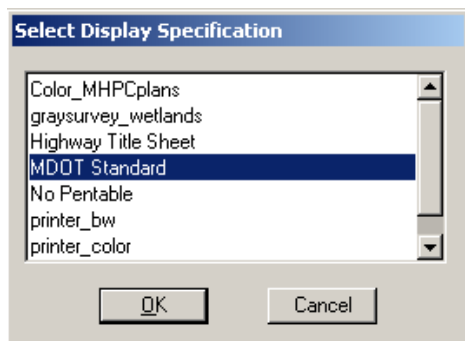 Select Display Specification
Color_MHPCplans
graysurvey_wetlands
Highway Title Sheet
MDOT Standard
No Pentable
printer_bw
printer_color
OK
Cancel